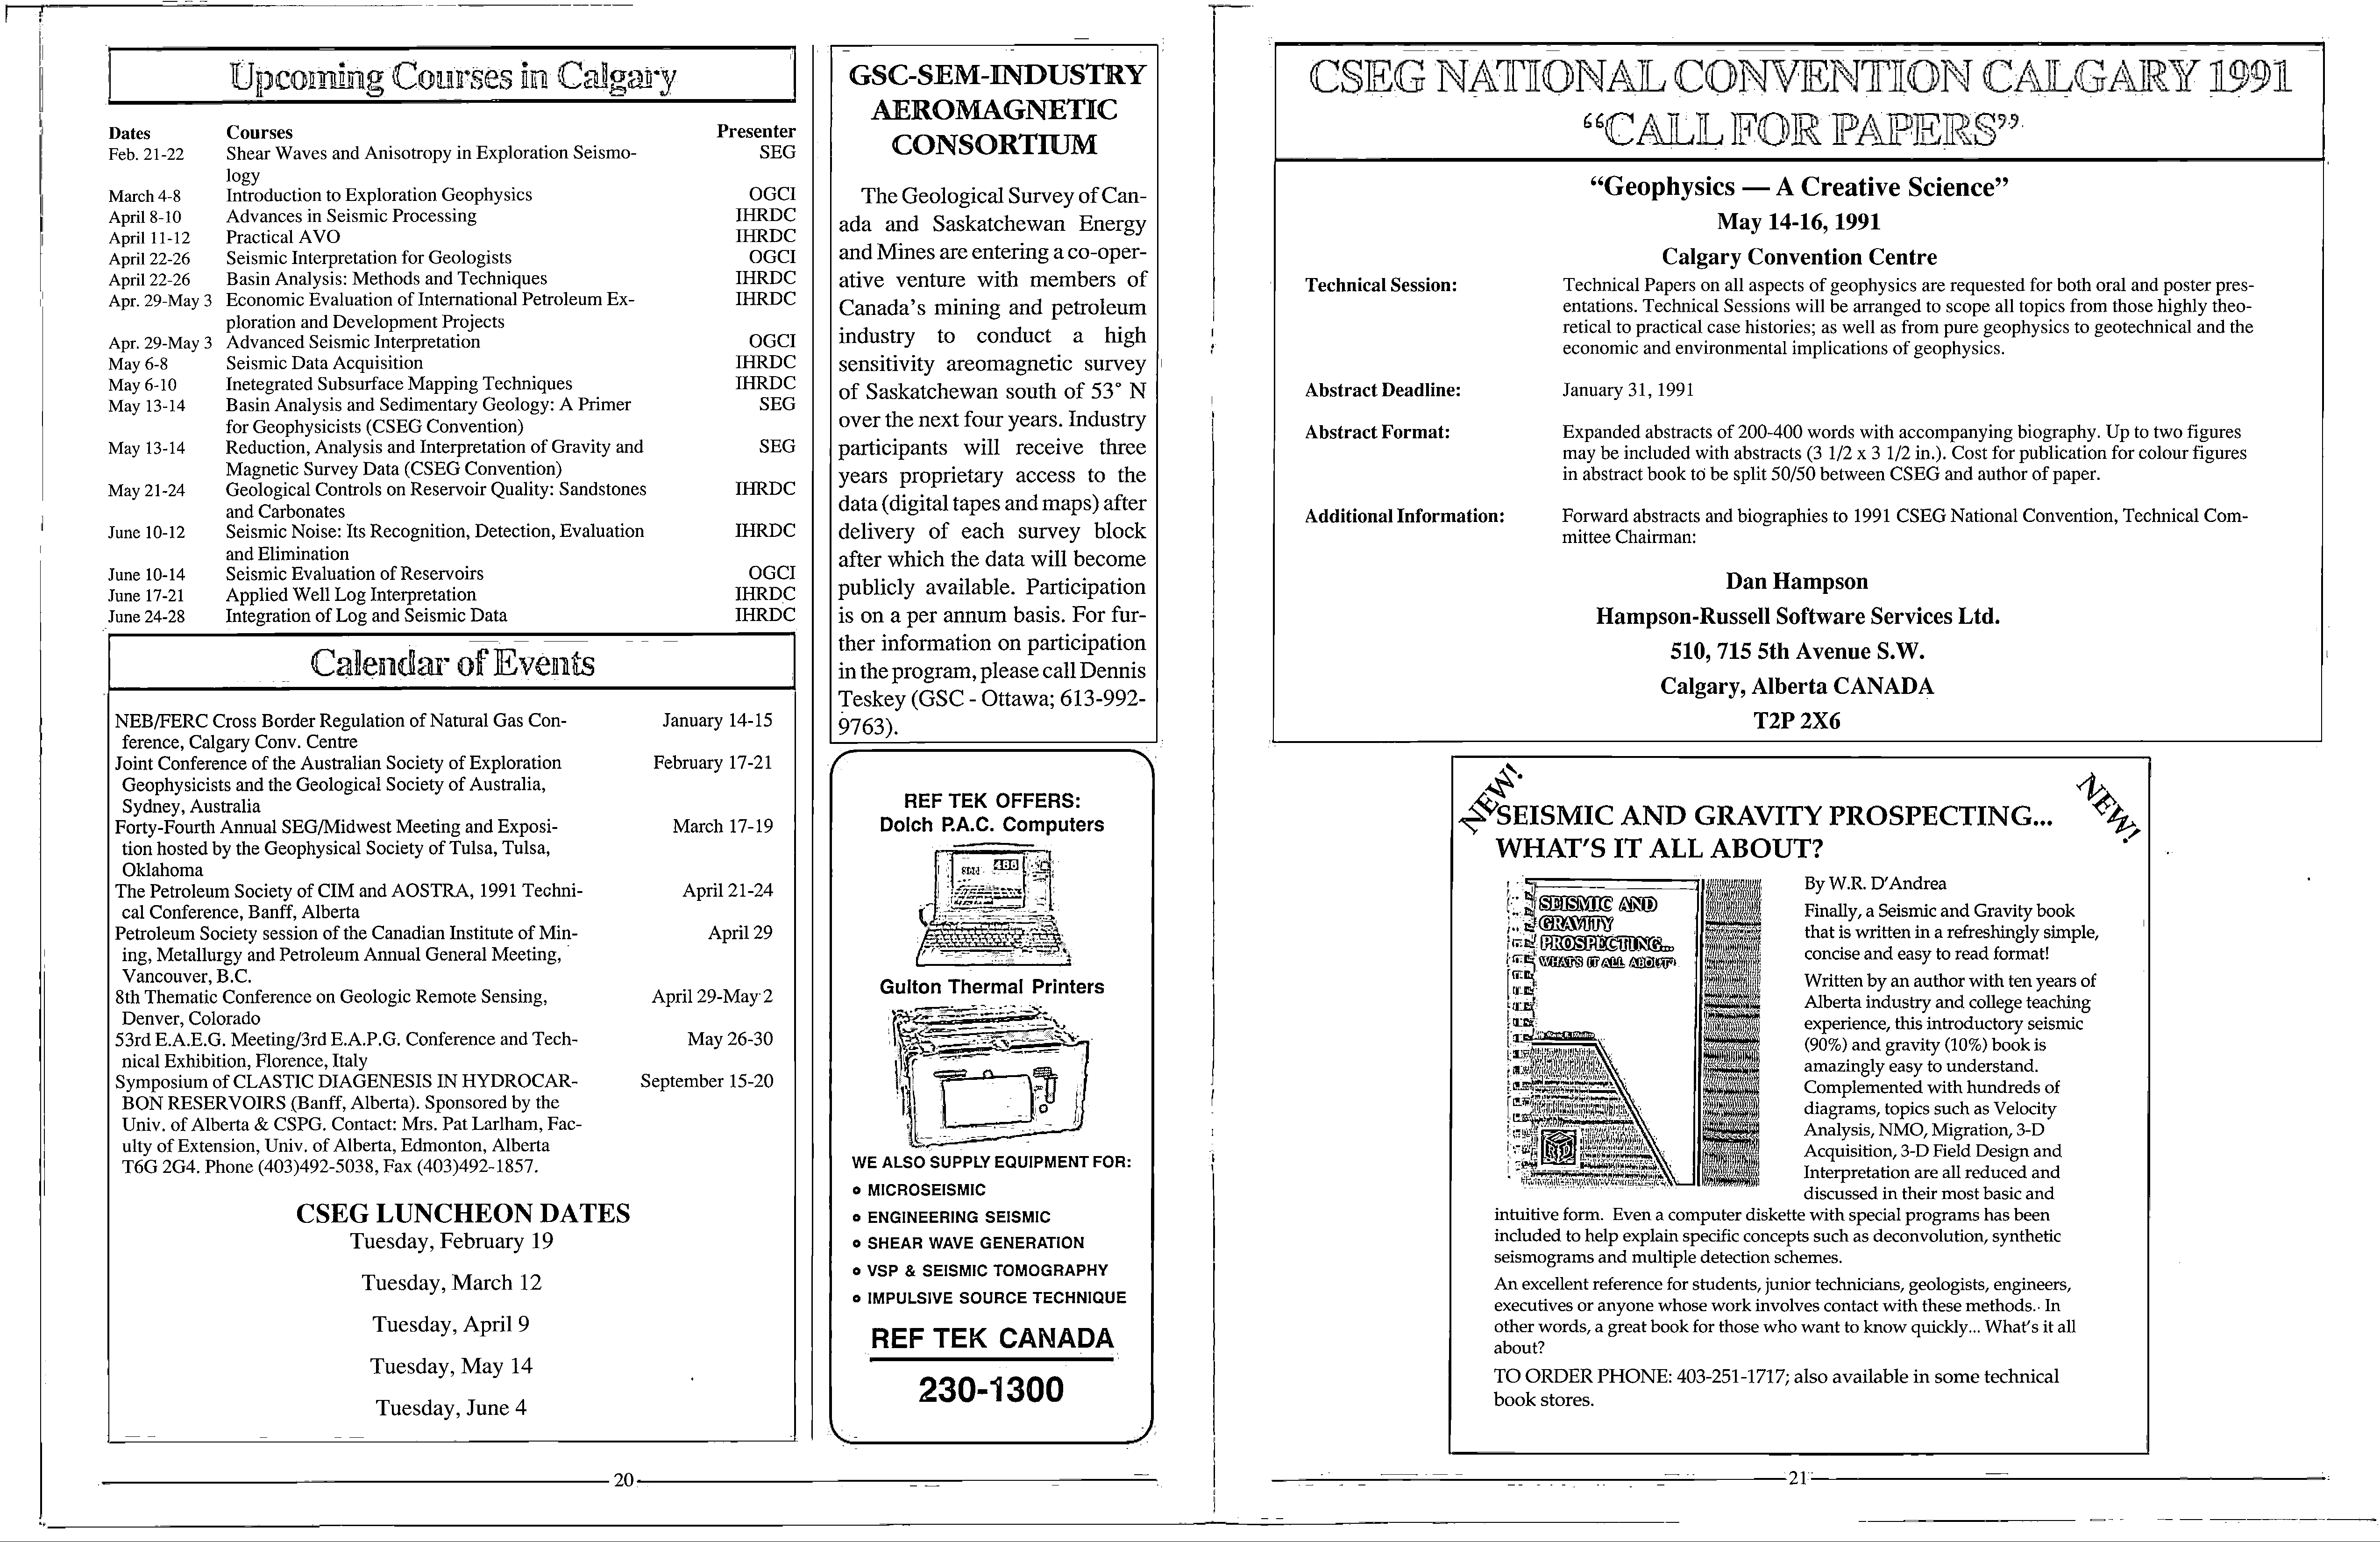 Upcoming Courses in Calgary
Dates Courses Presenter
Feb. 21-22 Shear Waves and Anisotropy in Exploration Seismo- SEG
logy
March 4-8 Introduction to Exploration Geophysics OGCI
April 8-10 Advances in Seismic Processing IHRDC
April 11-12 Practical AVO IHRDC
April 22-26 Seismic Interpretation for Geologists OGCI
April 22-26 Basin Analysis: Methods and Techniques IHRDC
Apr. 29-May 3 Economic Evaluation of International Petroleum Ex- IHRDC
ploration and Development Projects
Apr. 29-May 3 Advanced Seismic Interpretation OGCI
May 6-8 Seismic Data Acquisition IHRDC
May 6-10 Inetegrated Subsurface Mapping Techniques IHRDC
May 13-14 Basin Analysis and Sedimentary Geology: A Primer SEG
for Geophysicists (CSEG Convention)
May 13-14 Reduction, Analysis and Interpretation of Gravity and SEG
Magnetic Survey Data (CSEG Convention)
May 21-24 Geological Controls on Reservoir Quality: Sandstones IHRDC
and Carbonates
June 10-12 Seismic Noise: Its Recognition, Detection, Evaluation IHRDC
and Elimination
June 10-14 Seismic Evaluation of Reservoirs OGCI
June 17-21 Applied Well Log Interpretation IHRDC
June 24-28 Integration of Log and Seismic Data IHRDC
Calendar of Events
NEB/FERC Cross Border Regulation of Natural Gas Con- January 14-15
ference, Calgary Conv. Centre
Joint Conference of the Australian Society of Exploration February 17-21
Geophysicists and the Geological Society of Australia,
Sydney, Australia
Forty-Fourth Annual SEG/Midwest Meeting and Exposi- March 17-19
tion hosted by the Geophysical Society of Tulsa, Tulsa,
Oklahoma
The Petroleum Society of CIM and AOSTRA, 1991 Techni- April 21-24
cal Conference, Banff, Alberta
Petroleum Society session of the Canadian Institute of Min- April 29
ing, Metallurgy and Petroleum Annual General Meeting,
Vancouver, B.C.
8th Thematic Conference on Geologic Remote Sensing, April 29-May 2
Denver, Colorado
53rd E.A.E.G. Meeting/3rd E.A.P.G. Conference and Tech- May 26-30
nical Exhibition, Florence, Italy
Symposium of CLASTIC DIAGENESIS IN HYDROCAR- September 15-20
BON RESERVOIRS (Banff, Alberta). Sponsored by the
Univ. of Alberta & CSPG. Contact: Mrs. Pat Larlham, Fac-
ulty of Extension, Univ. of Alberta, Edmonton, Alberta
T6G 2G4. Phone (403)492-5038, Fax (403)492-1857.
CSEG LUNCHEON DATES
Tuesday, February 19
Tuesday, March 12
Tuesday, April 9
Tuesday, May 14
Tuesday, June 4
GSC-SEM-INDUSTRY
AEROMAGNETIC
CONSORTIUM
The Geological Survey of Can-
ada and Saskatchewan Energy
and Mines are entering a co-oper-
ative venture with members of
Canada's mining and petroleum
industry to conduct a high
sensitivity areomagnetic survey
of Saskatchewan south of 53° N
over the next four years. Industry
participants will receive three
years proprietary access to the
data (digital tapes and maps) after
delivery of each survey block
after which the data will become
publicly available. Participation
is on a per annum basis. For fur-
ther information on participation
in the program, please call Dennis
Teskey (GSC - Ottawa; 613-992-
9763).
REF TEK OFFERS:
Dolch P.A.C. Computers
Gulton Thermal Printers
WE ALSO SUPPLY EQUIPMENT FOR:
• MICROSEISMIC
• ENGINEERING SEISMIC
• SHEAR WAVE GENERATION
• VSP & SEISMIC TOMOGRAPHY
• IMPULSIVE SOURCE TECHNIQUE
REF TEK CANADA
230-1300
20
CSEG NATIONAL CONVENTION CALGARY 1991
"CALL FOR PAPERS"
"Geophysics — A Creative Science"
May 14-16, 1991
Calgary Convention Centre
Technical Session: Technical Papers on all aspects of geophysics are requested for both oral and poster pres-
entations. Technical Sessions will be arranged to scope all topics from those highly theo-
retical to practical case histories; as well as from pure geophysics to geotechnical and the
economic and environmental implications of geophysics.
Abstract Deadline: January 31, 1991
Abstract Format: Expanded abstracts of 200-400 words with accompanying biography. Up to two figures
may be included with abstracts (3 1/2 x 3 1/2 in.). Cost for publication for colour figures
in abstract book to be split 50/50 between CSEG and author of paper.
Additional Information: Forward abstracts and biographies to 1991 CSEG National Convention, Technical Com-
mittee Chairman:
Dan Hampson
Hampson-Russell Software Services Ltd.
510, 715 5th Avenue S.W.
Calgary, Alberta CANADA
T2P 2X6
NEW!
NEW!
SEISMIC AND GRAVITY PROSPECTING...
WHAT'S IT ALL ABOUT?
SEISMIC AND
GRAVITY
PROSPECTING...
WHAT'S IT ALL ABOUT?
By W.R. D'Andrea
Finally, a Seismic and Gravity book
that is written in a refreshingly simple,
concise and easy to read format!
Written by an author with ten years of
Alberta industry and college teaching
experience, this introductory seismic
(90%) and gravity (10%) book is
amazingly easy to understand.
Complemented with hundreds of
diagrams, topics such as Velocity
Analysis, NMO, Migration, 3-D
Acquisition, 3-D Field Design and
Interpretation are all reduced and
discussed in their most basic and
intuitive form. Even a computer diskette with special programs has been
included to help explain specific concepts such as deconvolution, synthetic
seismograms and multiple detection schemes.
An excellent reference for students, junior technicians, geologists, engineers,
executives or anyone whose work involves contact with these methods. In
other words, a great book for those who want to know quickly... What's it all
about?
TO ORDER PHONE: 403-251-1717; also available in some technical
book stores.
21